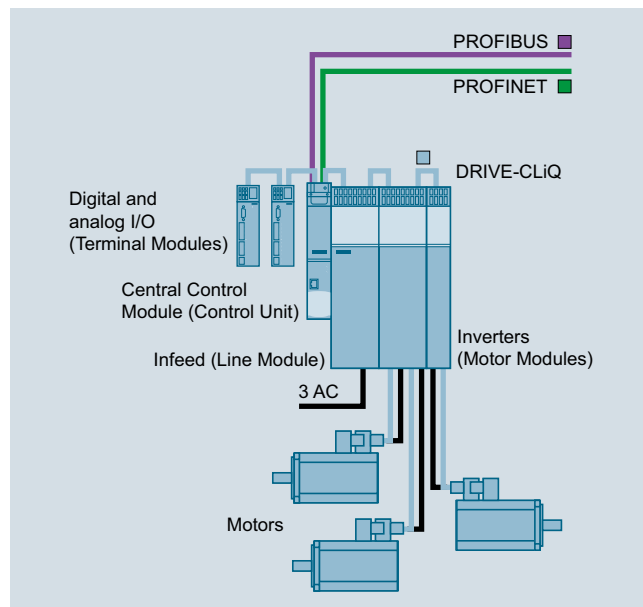 PROFIBUS
PROFINET
DRIVE-CLiQ
Digital and
analog I/O
(Terminal Modules)
Central Control
Module (Control Unit)
Infeed (Line Module)
Inverters
(Motor Modules)
3 AC
Motors